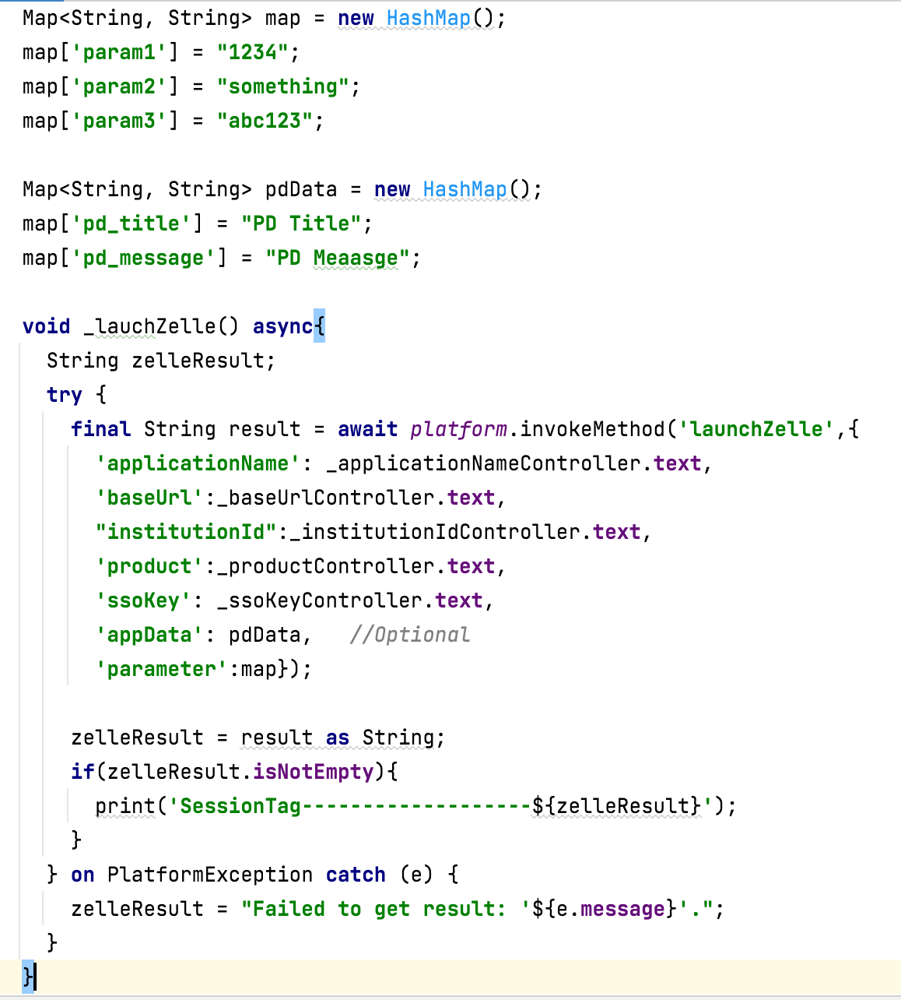 Map<String, String> map = new HashMap();
map['param1'] = "1234";
map['param2'] = "something";
map['param3'] = "abc123";
Map<String, String> pdData = new HashMap();
map['pd_title'] = "PD Title";
map['pd_message'] = "PD Meaasge";
void _lauchZelle() async{
String zelleResult;
try {
final String result = await platform.invokeMethod('launchZelle',{
'applicationName': _applicationNameController.text,
'baseUrl':_baseUrlController.text,
"institutionId":_institutionIdController.text,
'product':_productController.text,
'ssoKey': _ssoKeyController.text,
'appData': pdData,   //Optional
'parameter':map});
zelleResult = result as String;
if(zelleResult.isNotEmpty){
print('SessionTag-------------------${zelleResult}');
}
} on PlatformException catch (e) {
zelleResult = "Failed to get result: '${e.message}'.";
}
}